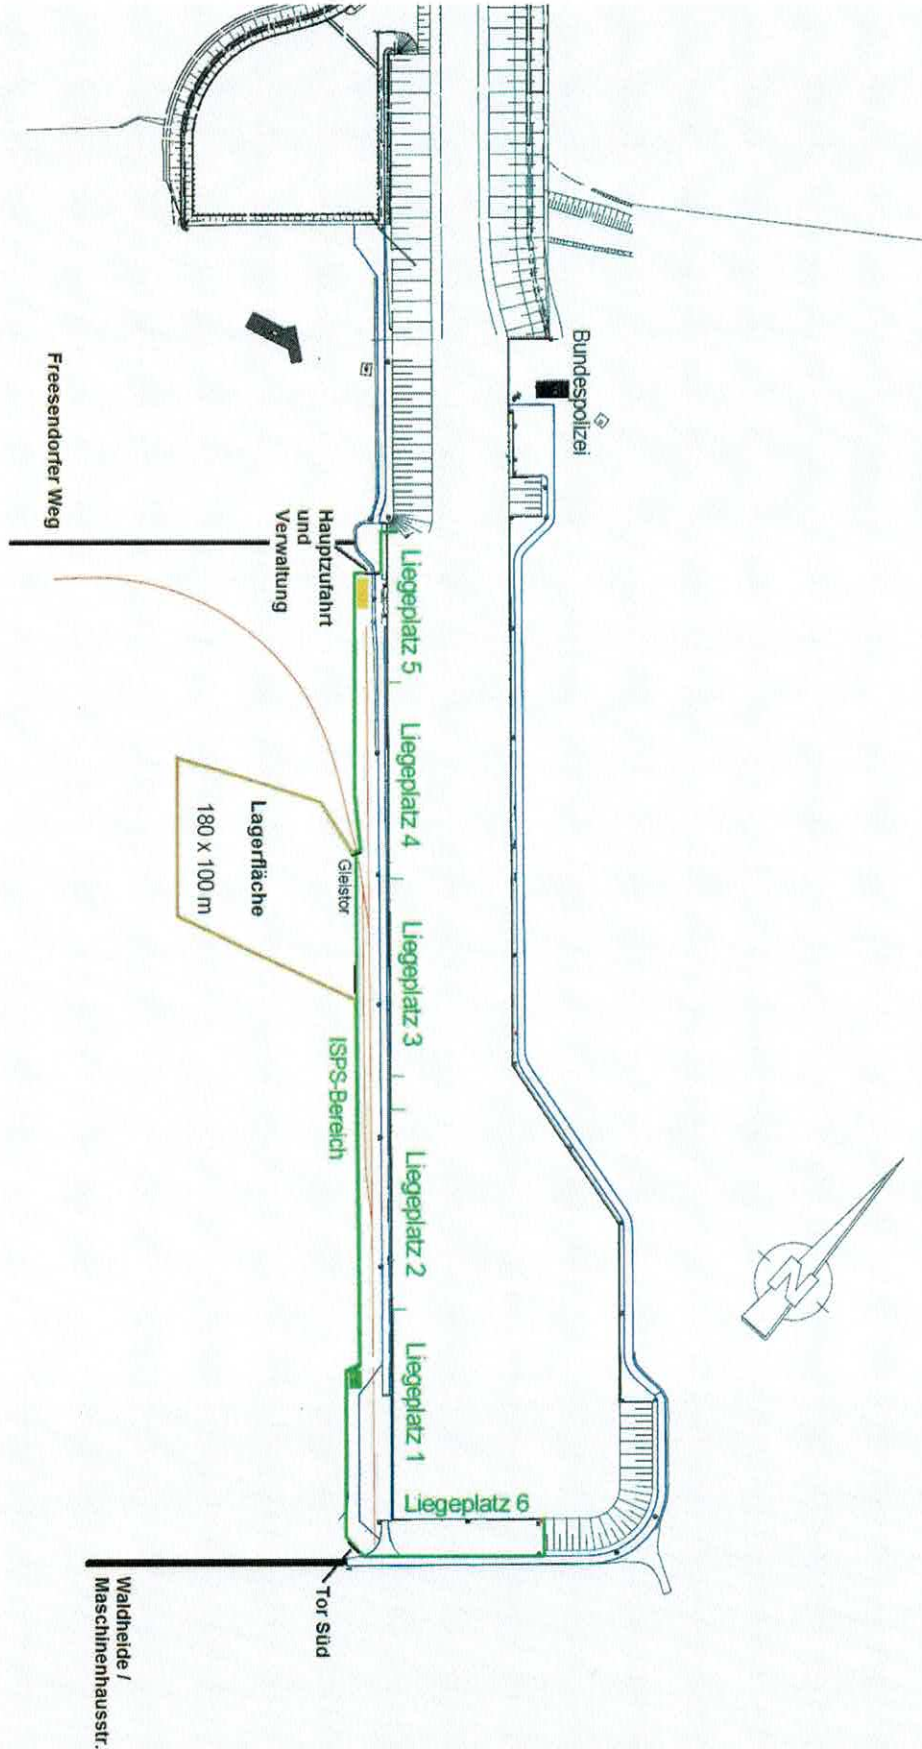 Bundespolizei
Freesendorfer Weg
Hauptzufahrt
und
Verwaltung
Liegeplatz 5
Liegeplatz 4
Lagerfläche
180 x 100 m
Gleistor
Liegeplatz 3
ISPS-Bereich
Liegeplatz 2
N
Liegeplatz 1
Liegeplatz 6
Tor Süd
Waldheide /
Maschinenhausstr.